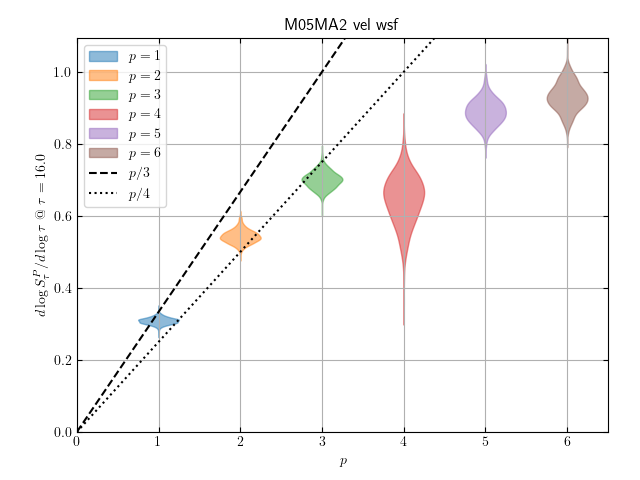 M05MA2 vel wsf
p = 1
p = 2
p = 3
p = 4
p = 5
p = 6
p/3
p/4
d log S_τ^P / d log τ @ τ = 16.0
1.0
0.8
0.6
0.4
0.2
0.0
0 1 2 3 4 5 6
p